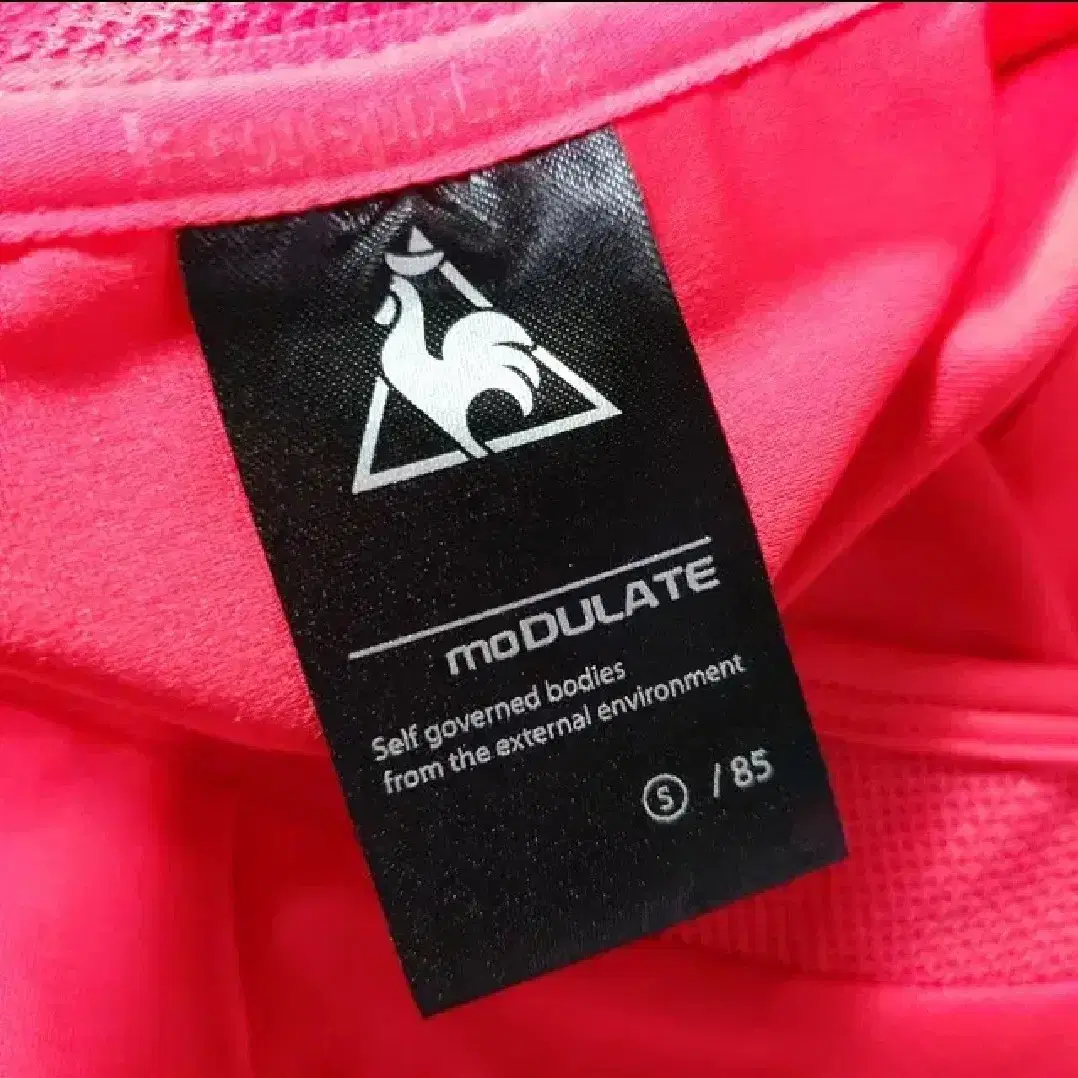 moDULATE
Self governed bodies
from the external environment
S / 85